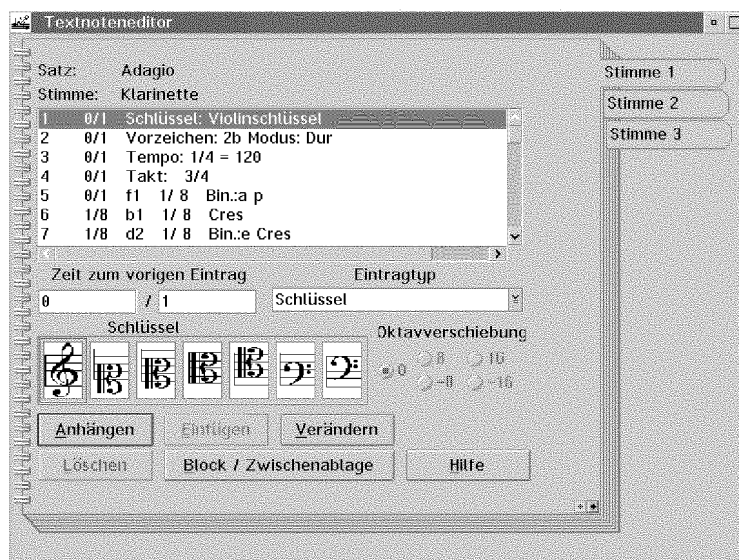 Textnoteneditor
Satz: Adagio
Stimme: Klarinette
1 0/1 Schlüssel: Violinschlüssel
2 0/1 Vorzeichen: 2b Modus: Dur
3 0/1 Tempo: 1/4 = 120
4 0/1 Takt: 3/4
5 0/1 f1 1/ 8 Bin.:a p
6 1/8 b1 1/ 8 Cres
7 1/8 d2 1/ 8 Bin.:e Cres
Zeit zum vorigen Eintrag Eintragtyp
0 / 1 Schlüssel
Schlüssel
Oktavverschiebung
0 8 16
-8 -16
Anhängen Einfügen Verändern
Löschen Block / Zwischenablage Hilfe
Stimme 1
Stimme 2
Stimme 3